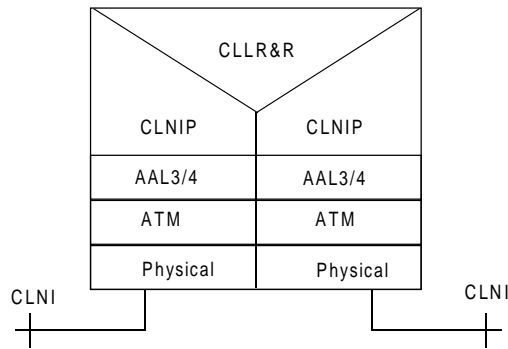 CLLR&R
CLNIP CLNIP
AAL3/4 AAL3/4
ATM ATM
Physical Physical
CLNI CLNI